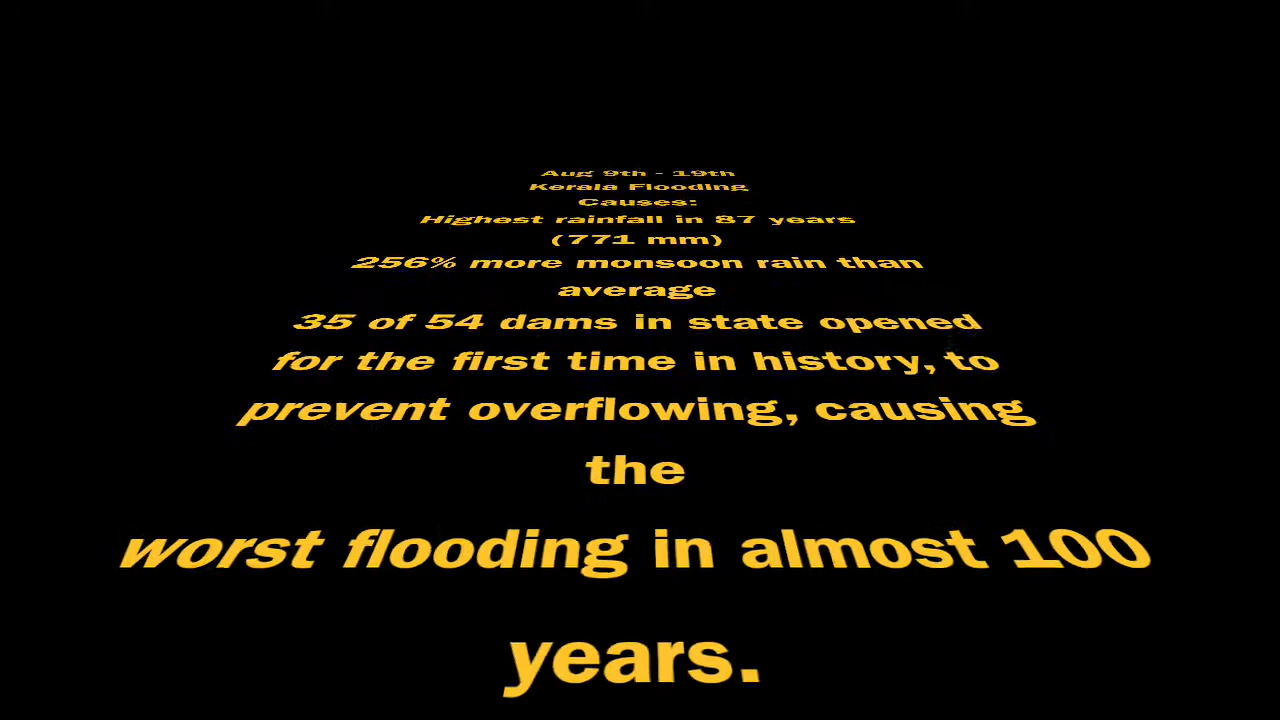 Aug 9th - 19th
Kerala Flooding
Causes:
Highest rainfall in 87 years
(771 mm)
256% more monsoon rain than
average
35 of 54 dams in state opened
for the first time in history, to
prevent overflowing, causing
the
worst flooding in almost 100
years.